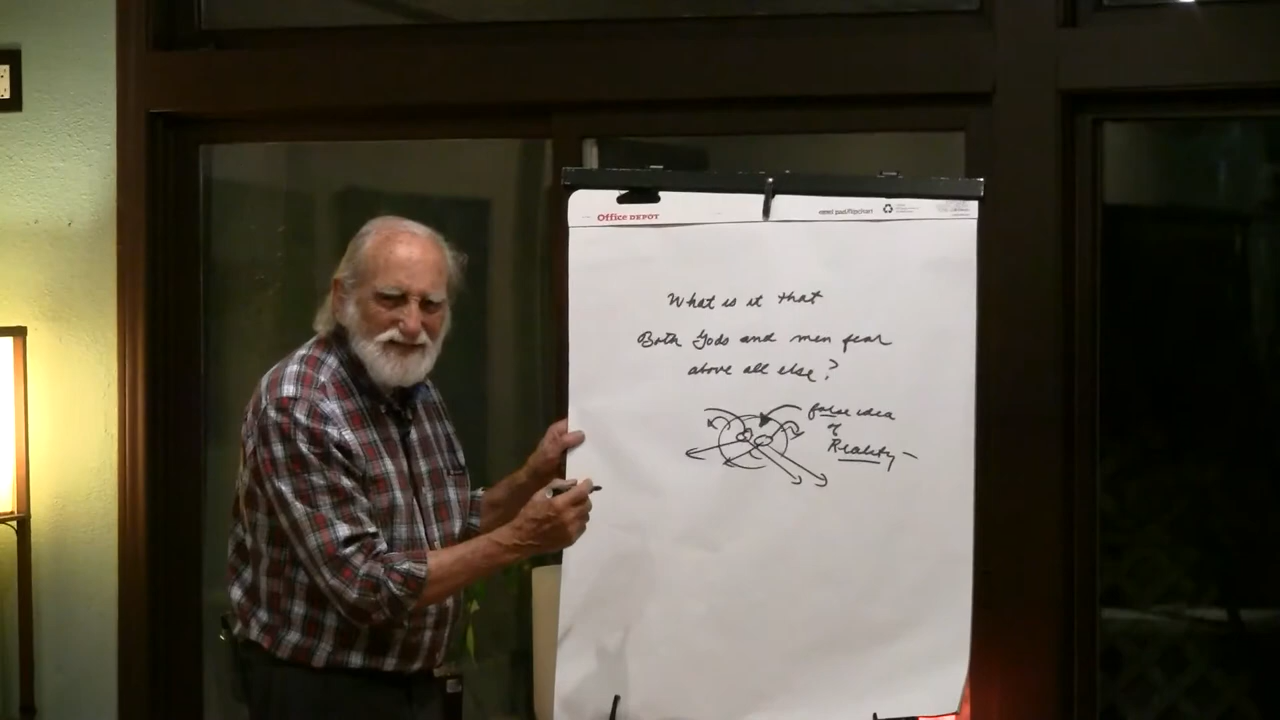 Office DEPOT
What is it that
Both Gods and men fear
above all else?
false idea
of
Reality –